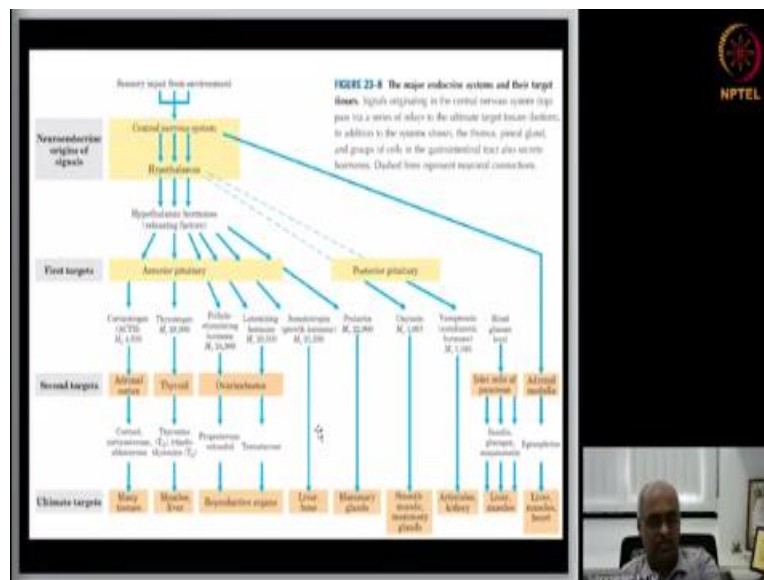 Sensory input from environment
FIGURE 23–8 The major endocrine systems and their target
tissues. Signals originating in the central nervous system (top)
pass via a series of relays to the ultimate target tissues (bottom).
In addition to the systems shown, the thymus, pineal gland,
and groups of cells in the gastrointestinal tract also secrete
hormones. Dashed lines represent neuronal connections.
NPTEL
Neuroendocrine
origins of
signals
Central nervous system
Hypothalamus
Hypothalamic hormones
(releasing factors)
First targets
Anterior pituitary
Posterior pituitary
Corticotropin
(ACTH)
Thyrotropin
Follicle-
stimulating
hormone
Luteinizing
hormone
Somatotropin
(growth hormone)
Prolactin
Oxytocin
Vasopressin
(antidiuretic
hormone)
Blood
glucose
level
Second targets
Adrenal
cortex
Thyroid
Ovaries/testes
Islet cells of
pancreas
Adrenal
medulla
Cortisol,
corticosterone,
aldosterone
Thyroxine
(T4), triiodo-
thyronine (T3)
Progesterone,
estradiol
Testosterone
Insulin,
glucagon,
somatostatin
Epinephrine
Ultimate targets
Many
tissues
Muscles,
liver
Reproductive organs
Liver,
bone
Mammary
glands
Smooth
muscle,
mammary
glands
Arterioles,
kidney
Liver,
muscles
Liver,
muscles,
heart